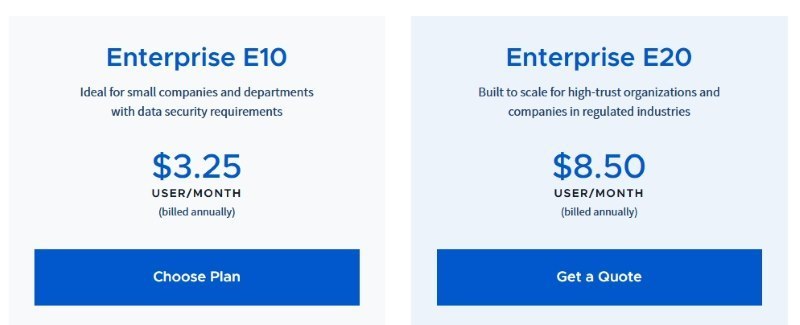 Enterprise E10
Ideal for small companies and departments
with data security requirements
$3.25
USER/MONTH
(billed annually)
Choose Plan
Enterprise E20
Built to scale for high-trust organizations and
companies in regulated industries
$8.50
USER/MONTH
(billed annually)
Get a Quote